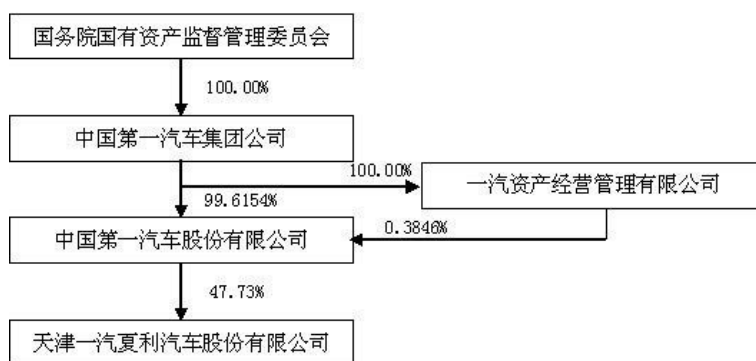 国务院国有资产监督管理委员会
100.00%
中国第一汽车集团公司
100.00%
一汽资产经营管理有限公司
99.6154%
0.3846%
中国第一汽车股份有限公司
47.73%
天津一汽夏利汽车股份有限公司